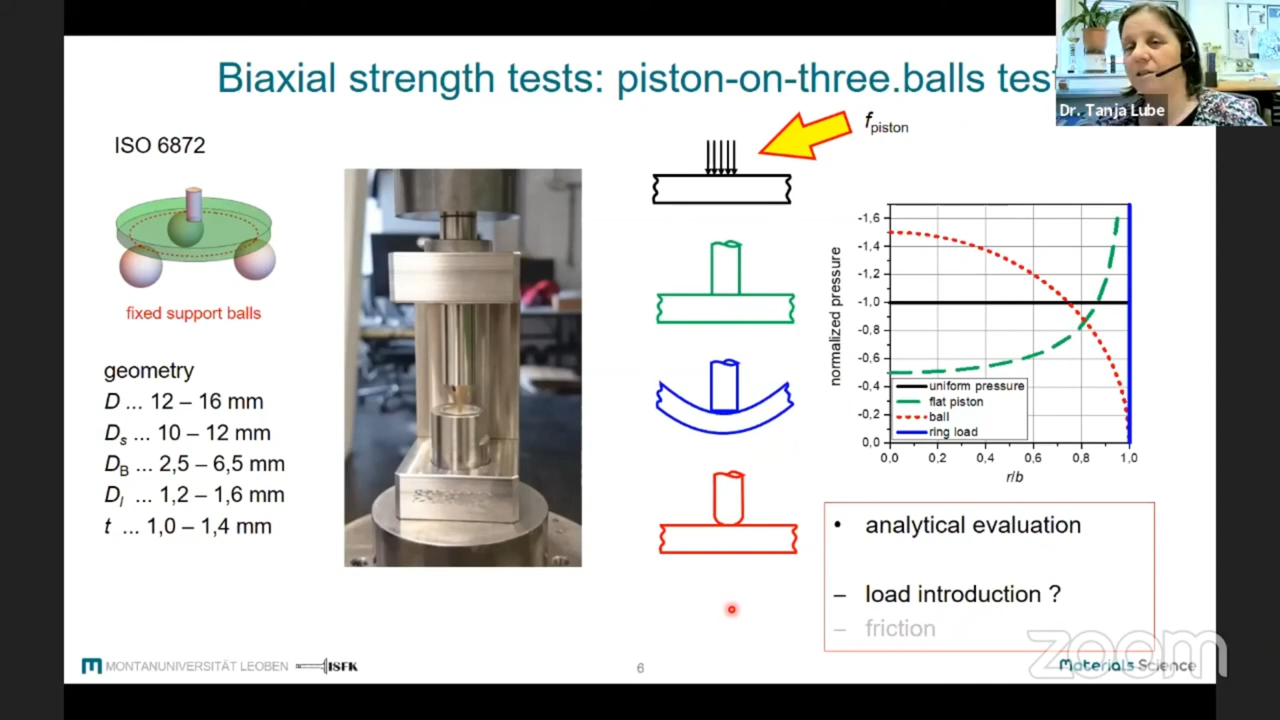 Biaxial strength tests: piston-on-three.balls tes
Dr. Tanja Lube
ISO 6872
fixed support balls
geometry
D ... 12 – 16 mm
Ds ... 10 – 12 mm
DB ... 2,5 – 6,5 mm
Dl ... 1,2 – 1,6 mm
t ... 1,0 – 1,4 mm
fpiston
normalized pressure
-1,6
-1,4
-1,2
-1,0
-0,8
-0,6
-0,4
-0,2
0,0
uniform pressure
flat piston
ball
ring load
0,0 0,2 0,4 0,6 0,8 1,0
r/b
• analytical evaluation
– load introduction ?
– friction
zoom
MONTANUNIVERSITÄT LEOBEN
ISFK
6
Materials Science